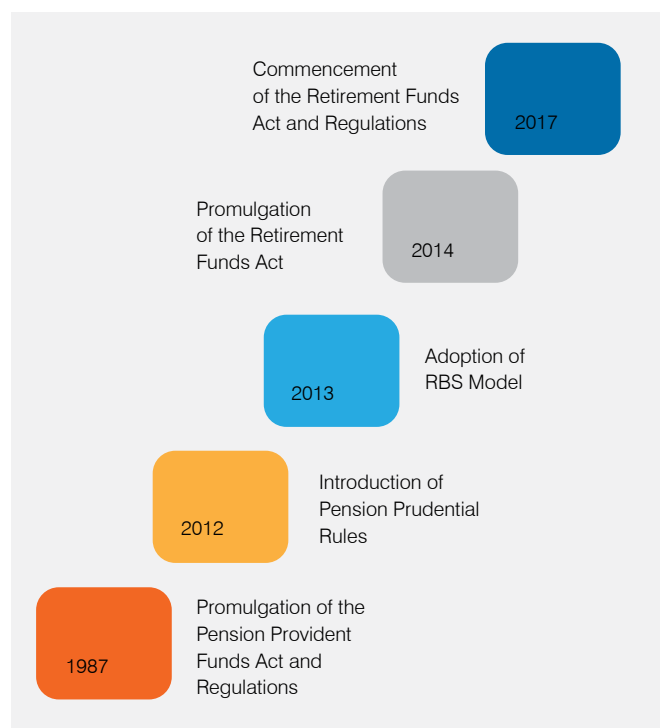 Commencement
of the Retirement Funds
Act and Regulations
2017
Promulgation
of the Retirement
Funds Act
2014
2013
Adoption of
RBS Model
2012
Introduction of
Pension Prudential
Rules
1987
Promulgation of the
Pension Provident
Funds Act and
Regulations